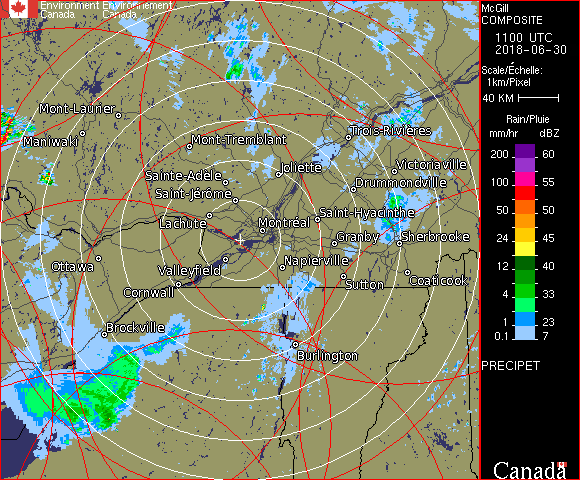 Environment Environnement
Canada Canada
McGill
COMPOSITE
1100 UTC
2018-06-30
Scale/Échelle:
1km/Pixel
40 KM
Rain/Pluie
mm/hr dBZ
200 60
100 55
50 50
24 45
12 40
4 33
1 23
0.1 7
PRECIPET
Canada
Mont-Laurier
Maniwaki
Mont-Tremblant
Trois-Rivières
Joliette
Victoriaville
Sainte-Adèle
Drummondville
Saint-Jérôme
Lachute
Saint-Hyacinthe
Montréal
Granby
Sherbrooke
Ottawa
Valleyfield
Napierville
Cornwall
Sutton
Coaticook
Brockville
Burlington